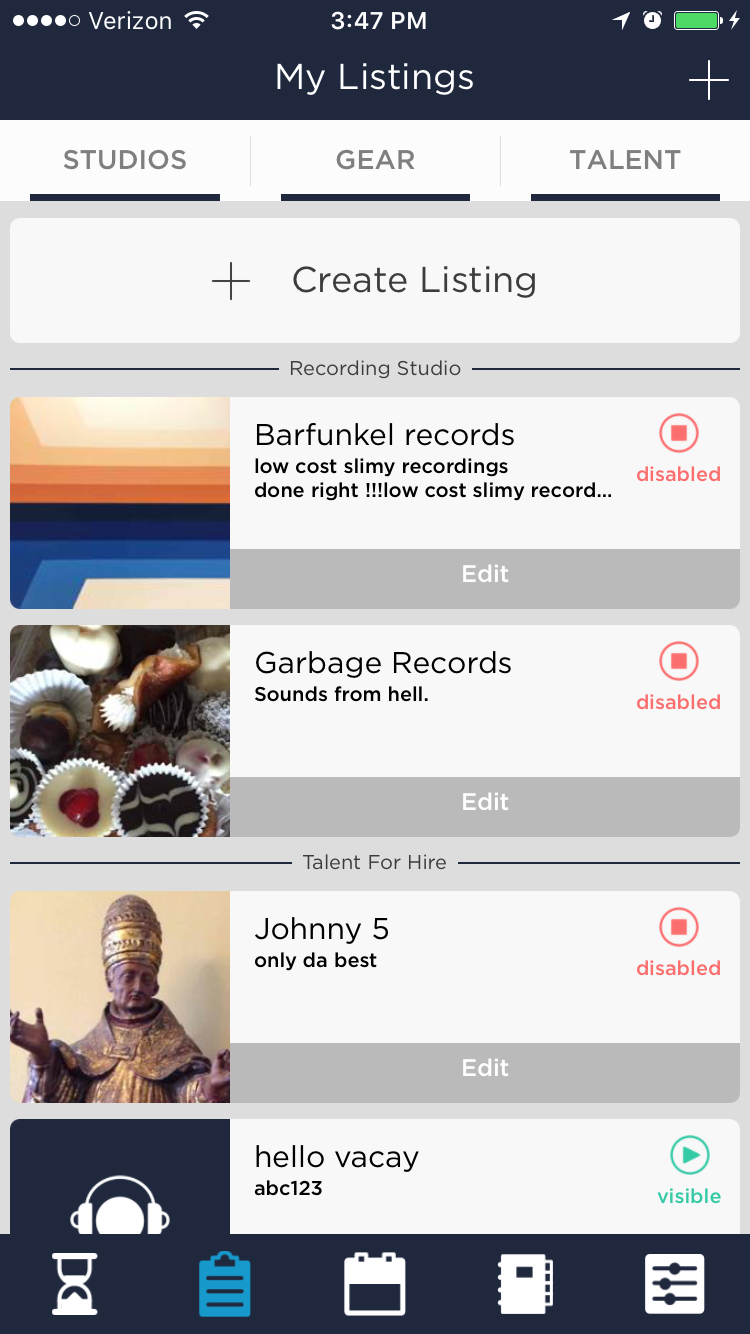 Verizon 3:47 PM
My Listings
STUDIOS GEAR TALENT
Create Listing
Recording Studio
Barfunkel records
low cost slimy recordings
done right !!!low cost slimy record...
disabled
Edit
Garbage Records
Sounds from hell.
disabled
Edit
Talent For Hire
Johnny 5
only da best
disabled
Edit
hello vacay
abc123
visible